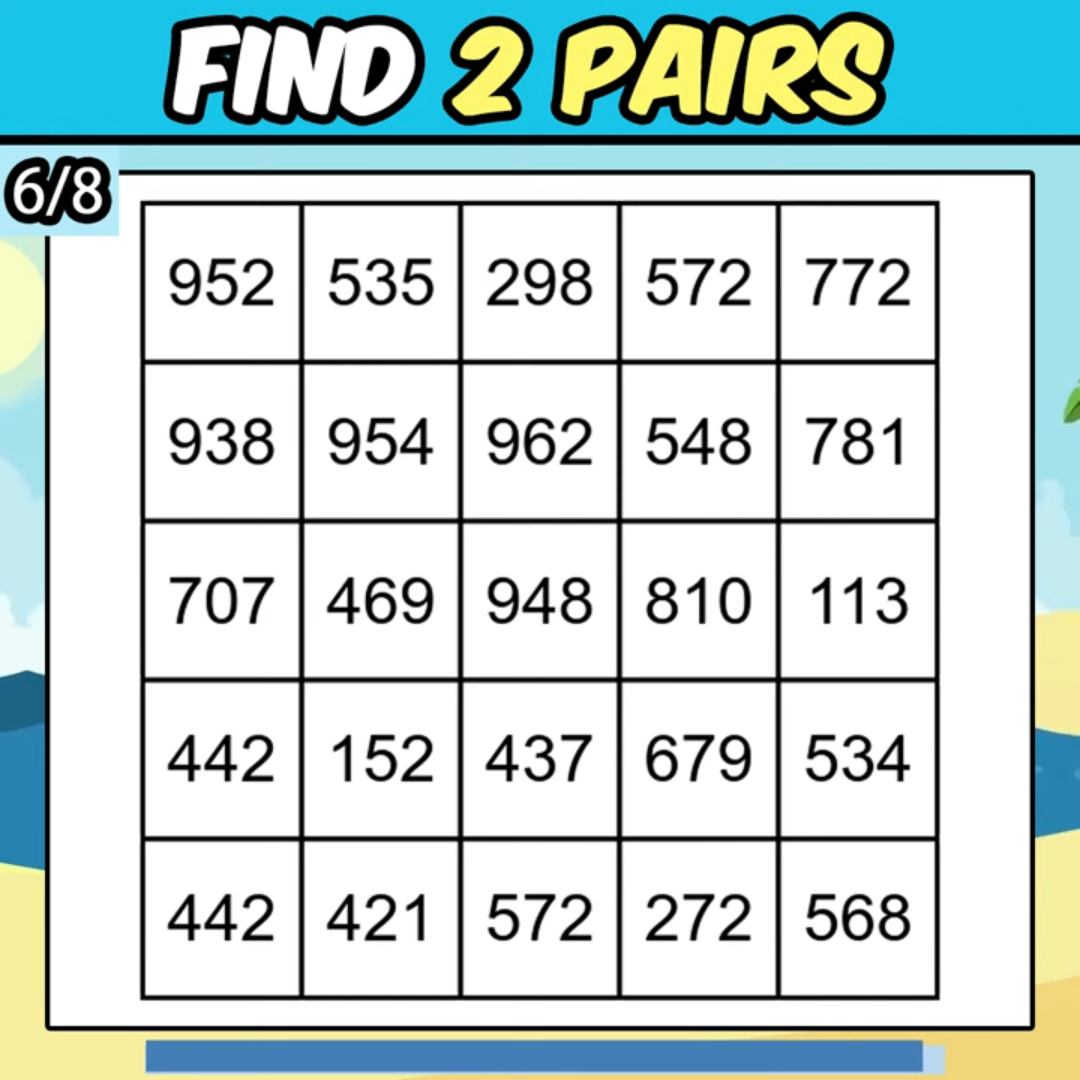 FIND 2 PAIRS
6/8
952 535 298 572 772
938 954 962 548 781
707 469 948 810 113
442 152 437 679 534
442 421 572 272 568